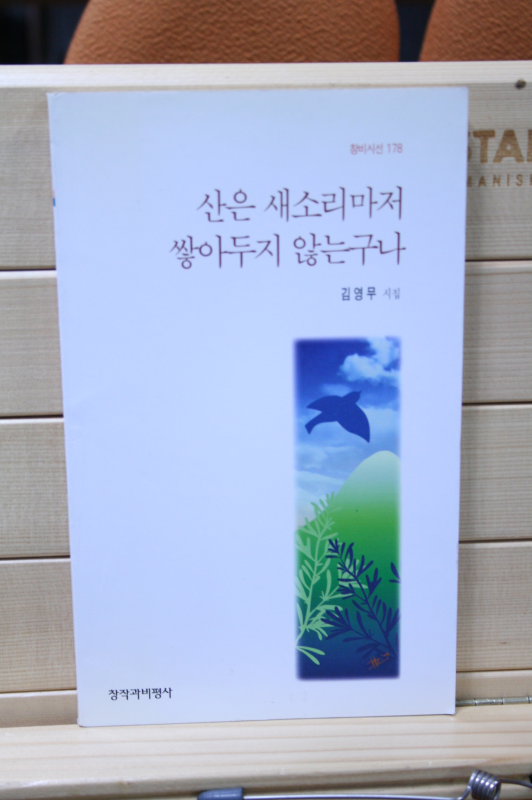 창비시선 178
산은 새소리마저
쌓아두지 않는구나
김영무 시집
창작과비평사